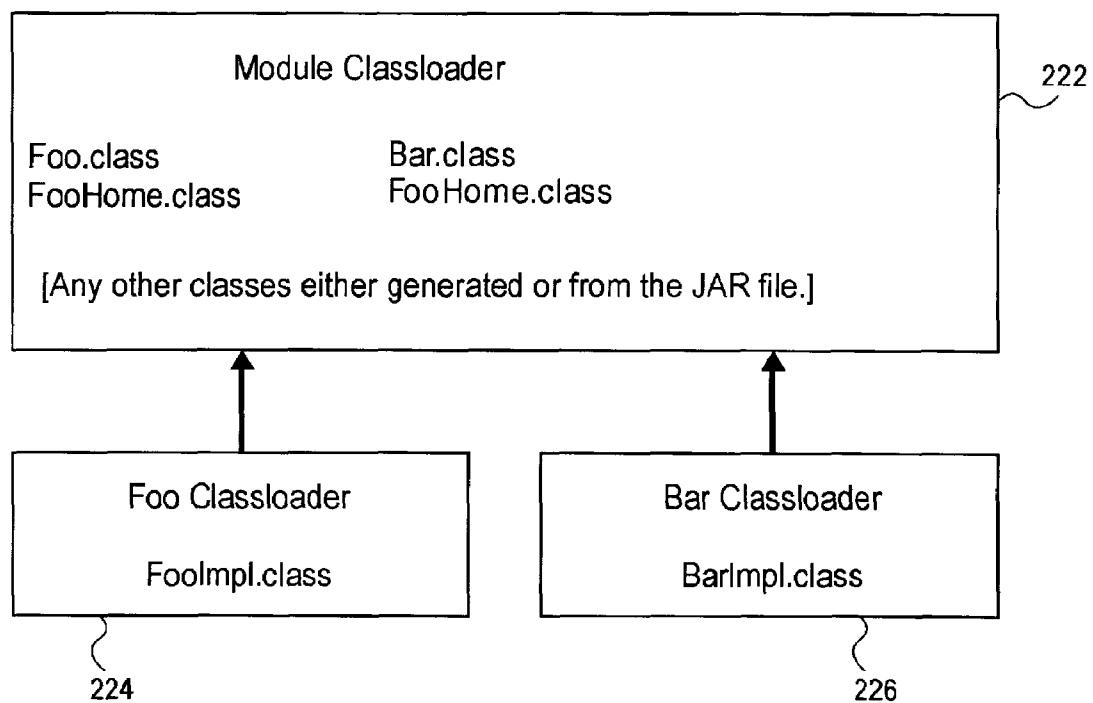 Module Classloader
222
Foo.class
Bar.class
FooHome.class
FooHome.class
[Any other classes either generated or from the JAR file.]
Foo Classloader
Bar Classloader
FooImpl.class
BarImpl.class
224
226